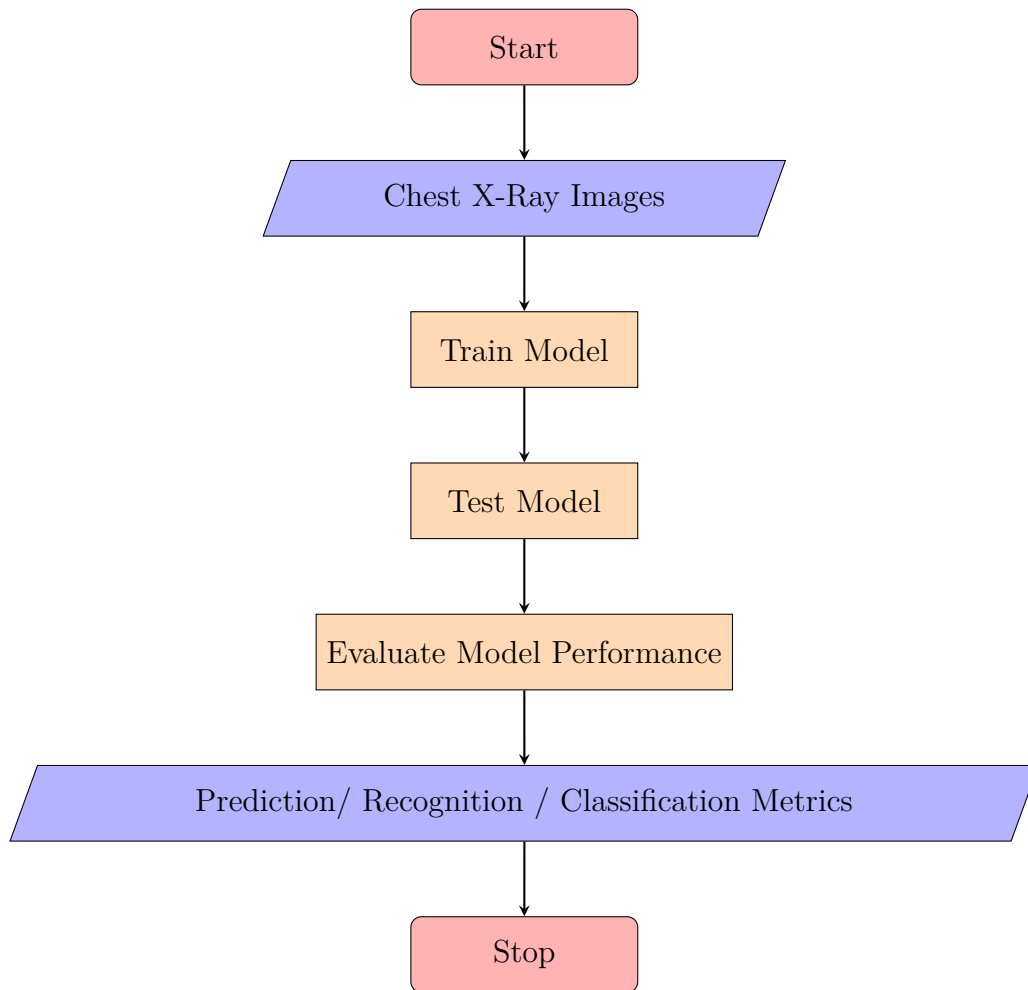 Start
Chest X-Ray Images
Train Model
Test Model
Evaluate Model Performance
Prediction/ Recognition / Classification Metrics
Stop